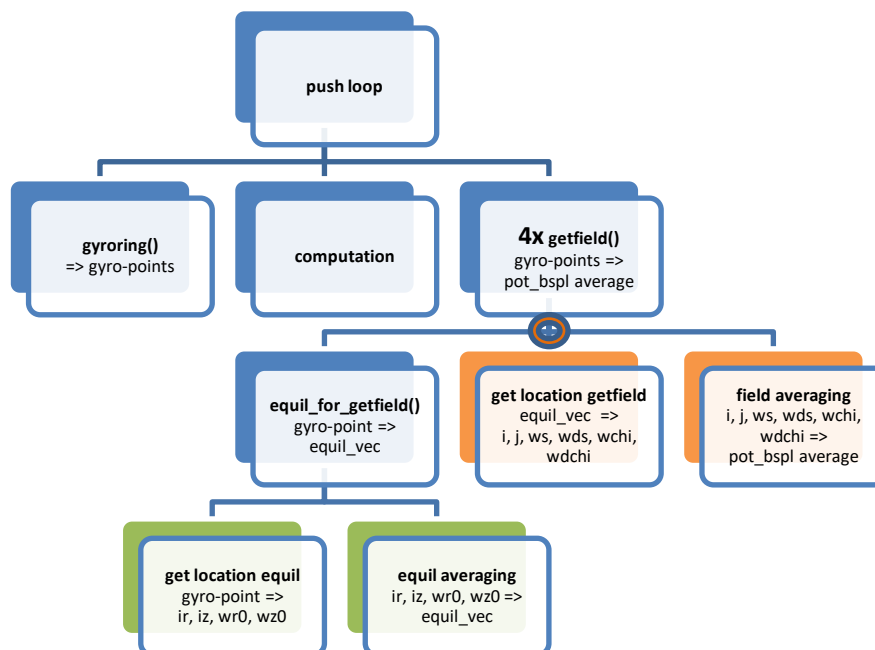 push loop
gyroring()
=> gyro-points
computation
4x getfield()
gyro-points =>
pot_bspl average
equil_for_getfield()
gyro-point =>
equil_vec
get location getfield
equil_vec =>
i, j, ws, wds, wchi,
wdchi
field averaging
i, j, ws, wds, wchi,
wdchi =>
pot_bspl average
get location equil
gyro-point =>
ir, iz, wr0, wz0
equil averaging
ir, iz, wr0, wz0 =>
equil_vec